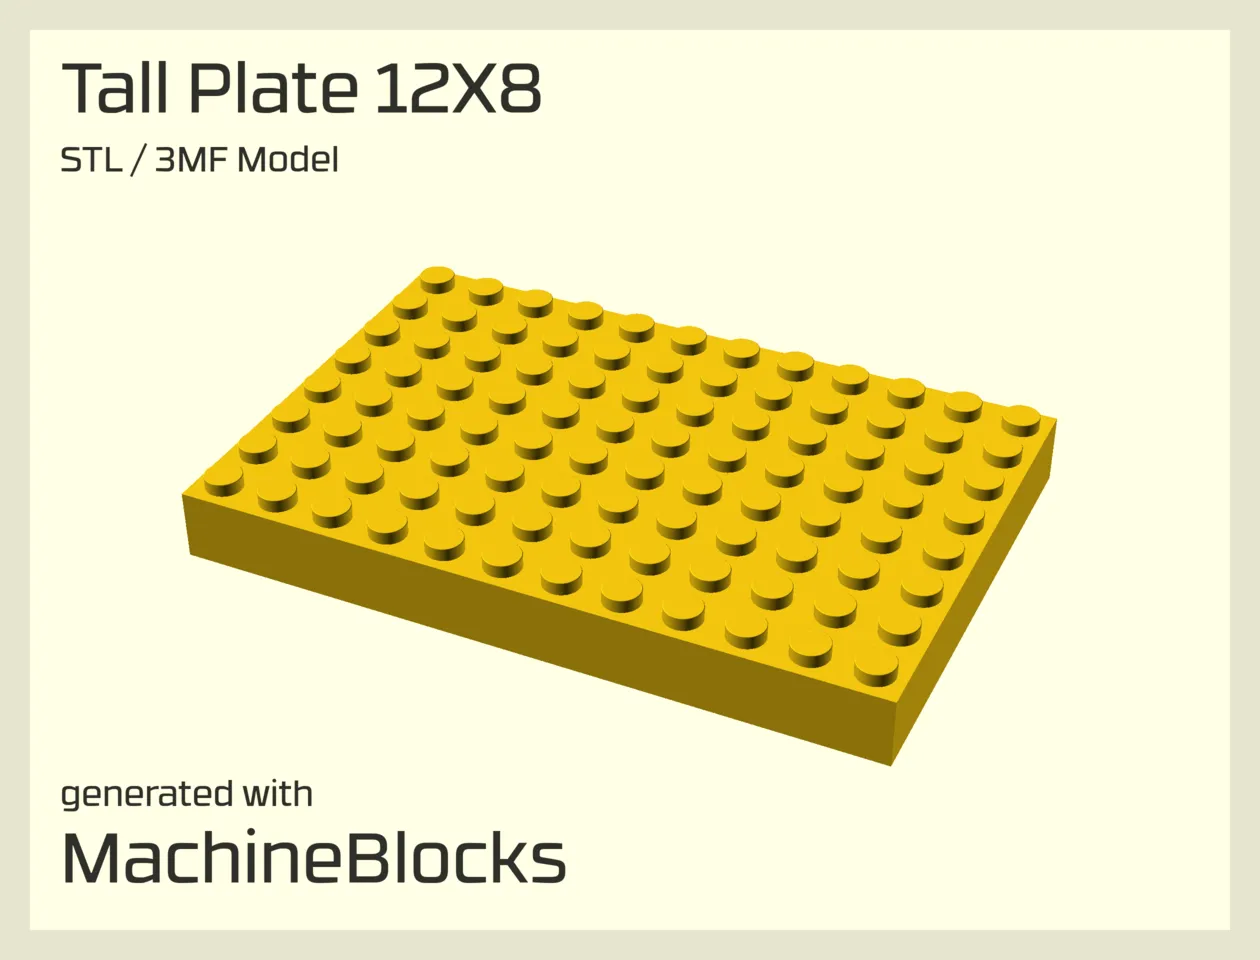 Tall Plate 12X8
STL / 3MF Model
generated with
MachineBlocks